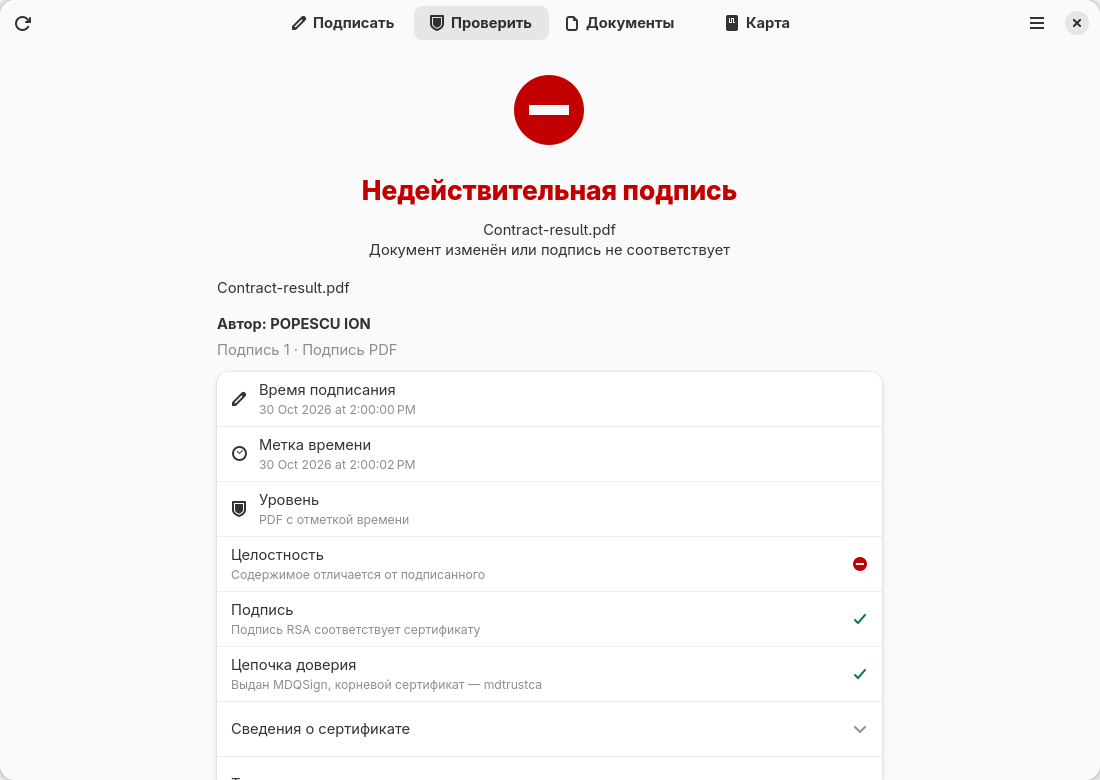 Подписать
Проверить
Документы
Карта
Недействительная подпись
Contract-result.pdf
Документ изменён или подпись не соответствует
Contract-result.pdf
Автор: POPESCU ION
Подпись 1 · Подпись PDF
Время подписания
30 Oct 2026 at 2:00:00 PM
Метка времени
30 Oct 2026 at 2:00:02 PM
Уровень
PDF с отметкой времени
Целостность
Содержимое отличается от подписанного
Подпись
Подпись RSA соответствует сертификату
Цепочка доверия
Выдан MDQSign, корневой сертификат — mdtrustca
Сведения о сертификате